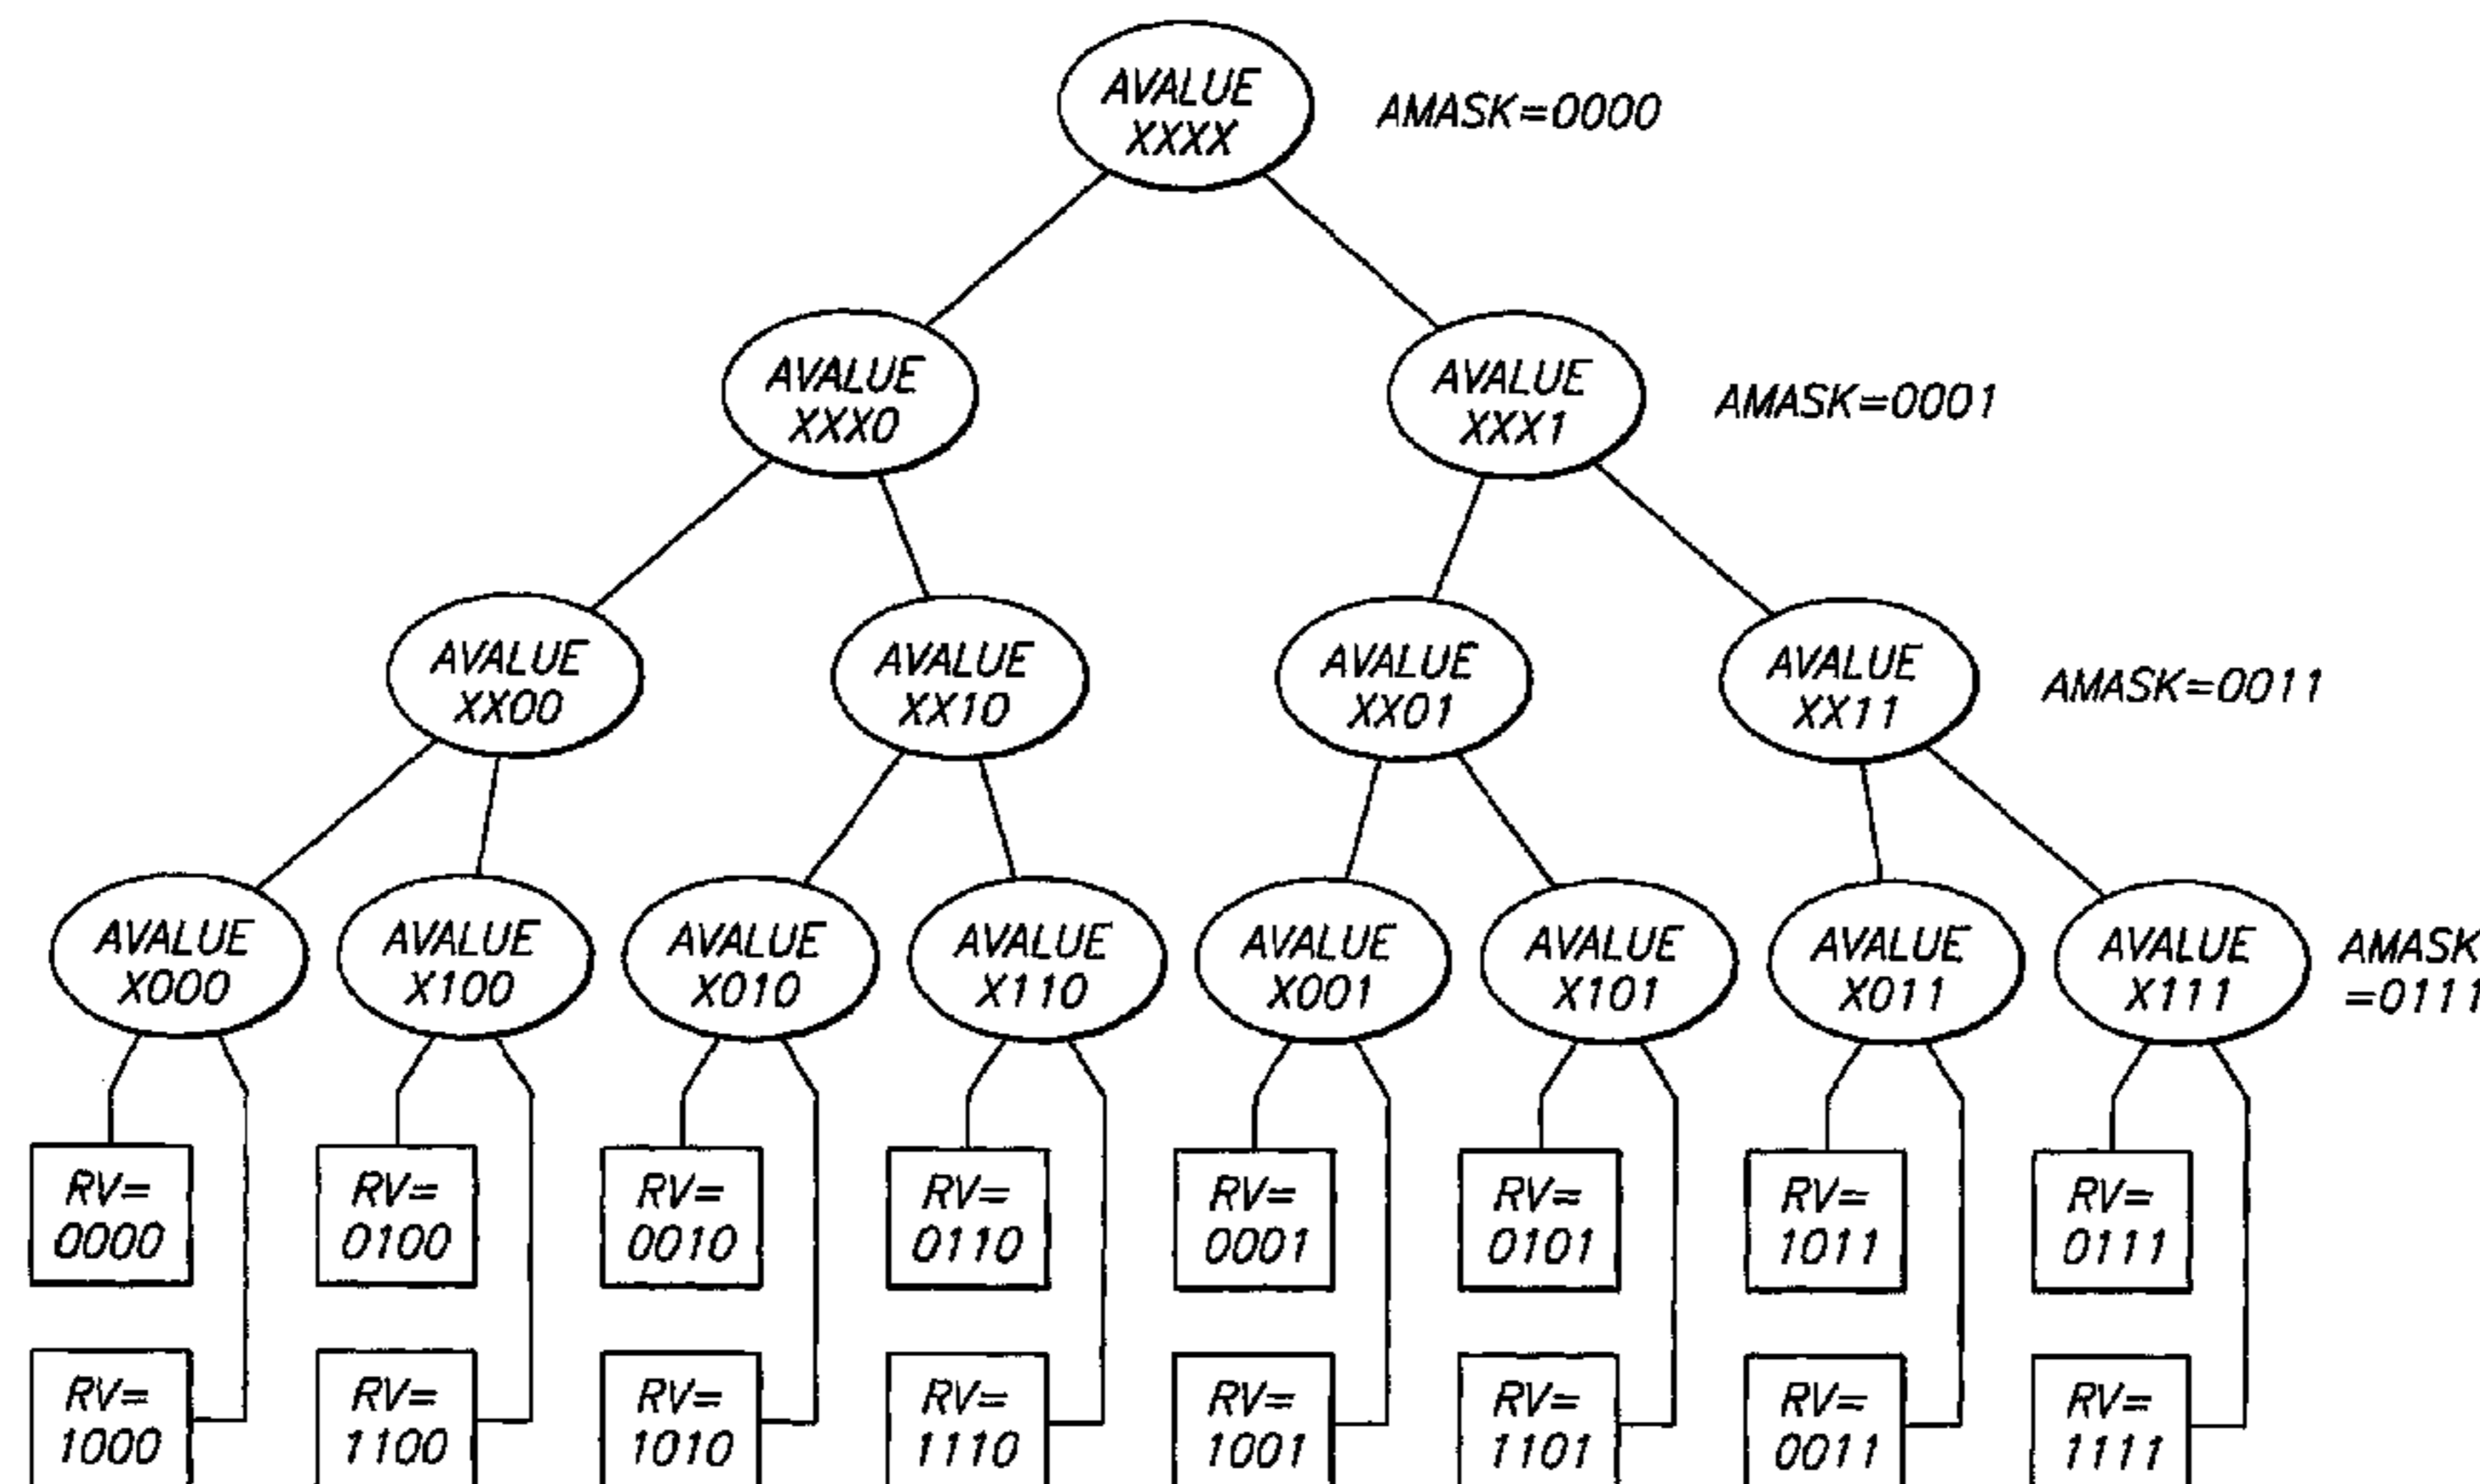 AVALUE
XXXX
AMASK=0000
AVALUE
XXX0
AVALUE
XXX1
AMASK=0001
AVALUE
XX00
AVALUE
XX10
AVALUE
XX01
AVALUE
XX11
AMASK=0011
AVALUE
X000
AVALUE
X100
AVALUE
X010
AVALUE
X110
AVALUE
X001
AVALUE
X101
AVALUE
X011
AVALUE
X111
AMASK
=0111
RV=
0000
RV=
0100
RV=
0010
RV=
0110
RV=
0001
RV=
0101
RV=
1011
RV=
0111
RV=
1000
RV=
1100
RV=
1010
RV=
1110
RV=
1001
RV=
1101
RV=
0011
RV=
1111